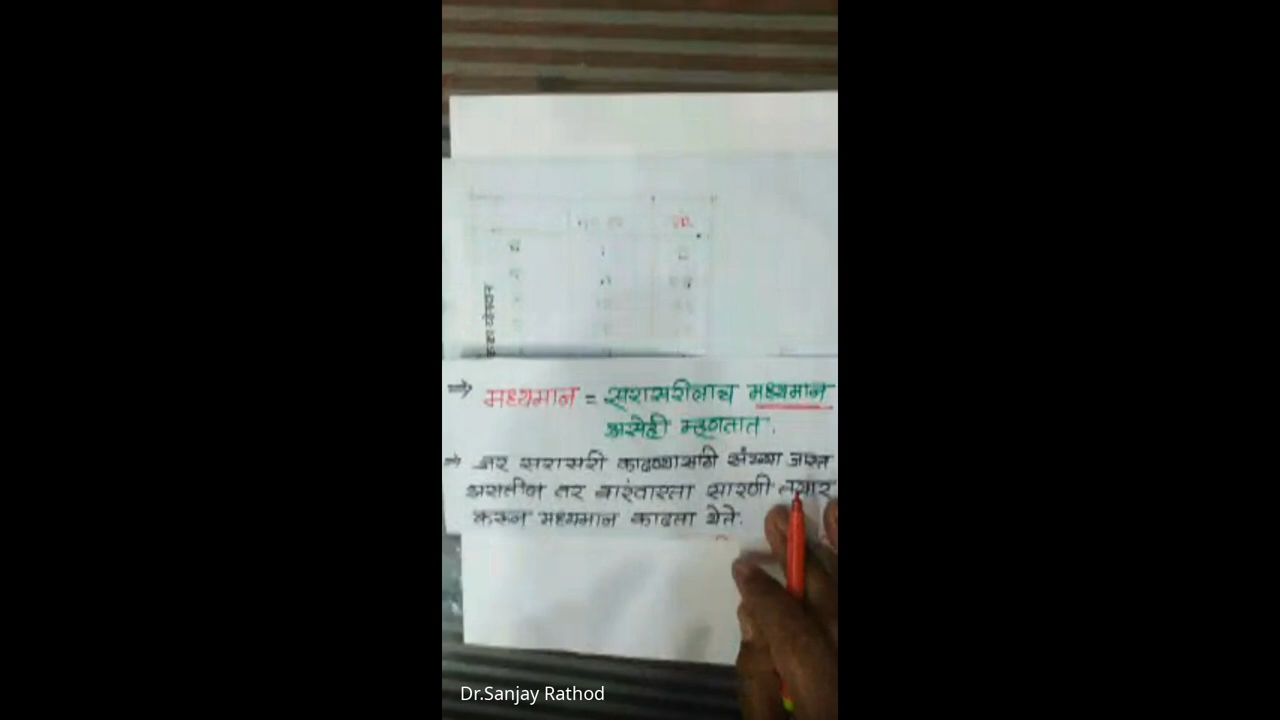 ⇒ मध्यमान = सरासरीलाच मध्यमान
असेही म्हणतात.
⇒ जर सरासरी काढण्यासाठी संख्या जास्त
असतील तर वारंवारता सारणी तयार
करून मध्यमान काढता येते.
Dr.Sanjay Rathod